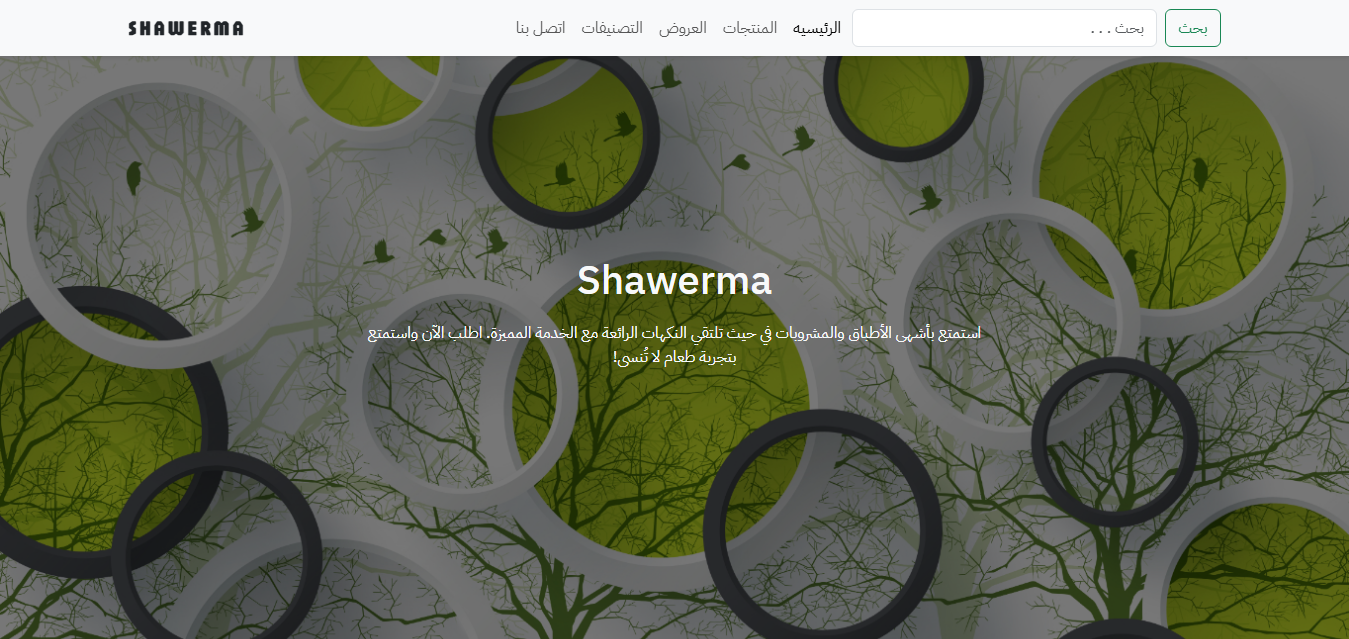 بحث
بحث . . .
الرئيسيه
المنتجات
العروض
التصنيفات
اتصل بنا
SHAWERMA
Shawerma
استمتع بأشهى الأطباق والمشروبات في حيث تلتقي النكهات الرائعة مع الخدمة المميزة. اطلب الآن واستمتع
بتجربة طعام لا تُنسى!